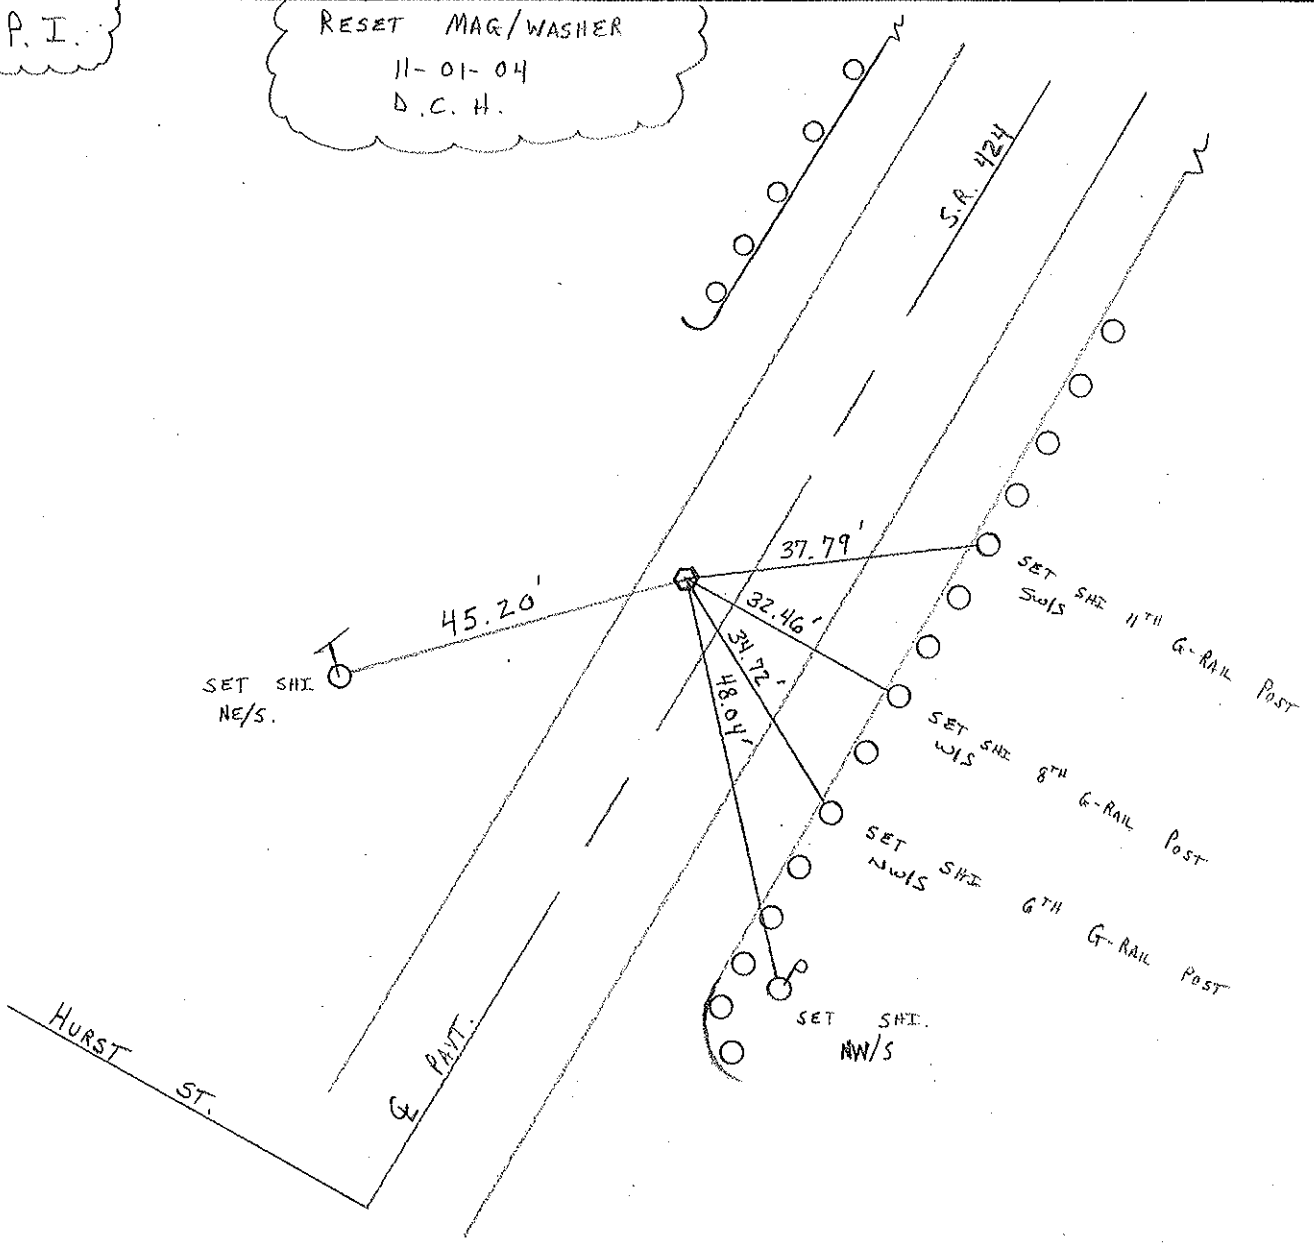 P. I.
RESET MAG/WASHER
11-01-04
D.C.H.
S.R. 424
37.79'
45.20'
32.46'
34.72'
48.04'
SET SHI
NE/S.
SET SHI 11TH G-RAIL POST
SW/S
SET SHI 8TH G-RAIL POST
W/S
SET SHI 6TH G-RAIL POST
NW/S
SET SHI.
NW/S
HURST ST.
℄ PAVT.